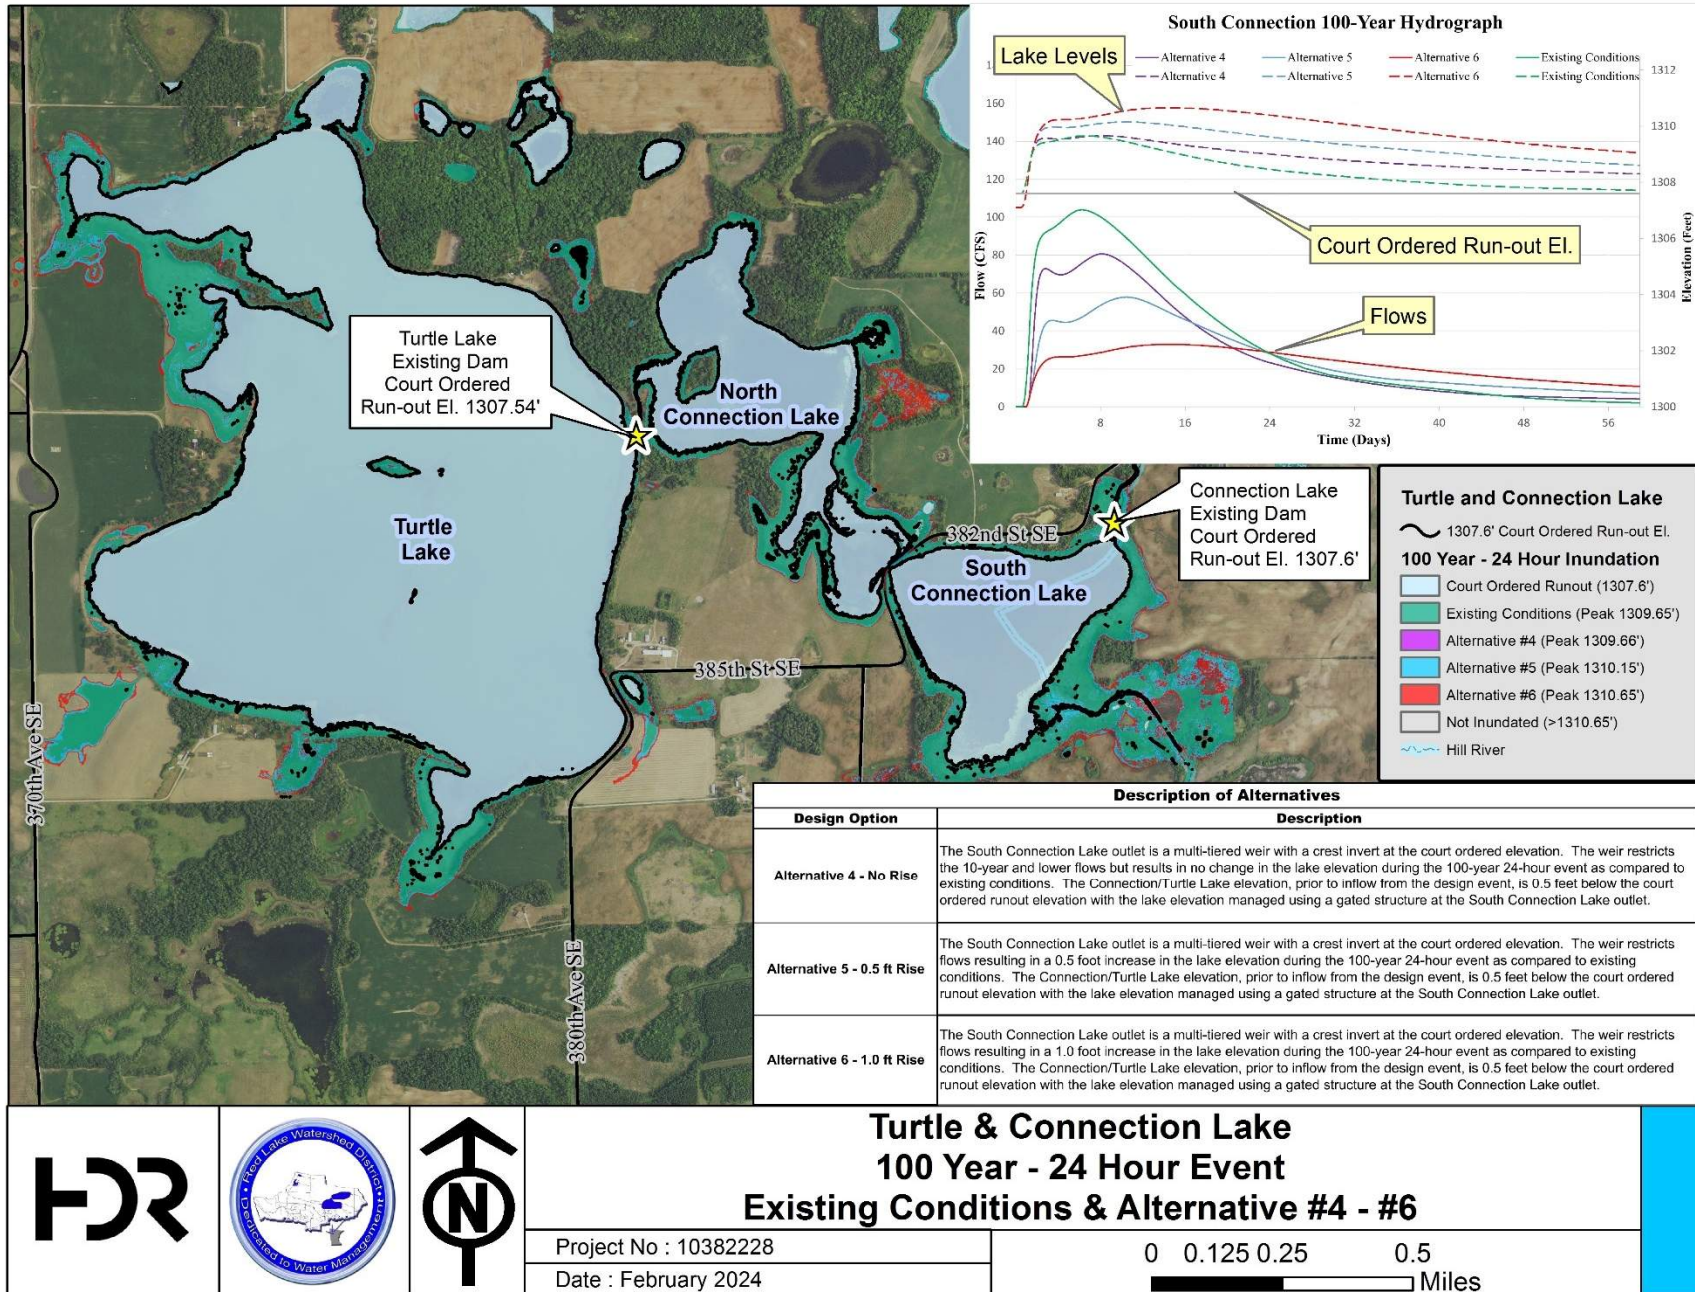 South Connection 100-Year Hydrograph
Lake Levels
Alternative 4
Alternative 5
Alternative 6
Existing Conditions
Alternative 4
Alternative 5
Alternative 6
Existing Conditions
160
140
120
100
80
60
40
20
0
Flow (CFS)
1312
1310
1308
1306
1304
1302
1300
Elevation (Feet)
8
16
24
32
40
48
56
Time (Days)
Court Ordered Run-out El.
Flows
Turtle Lake
Existing Dam
Court Ordered
Run-out El. 1307.54'
North
Connection Lake
Turtle
Lake
382nd St SE
South
Connection Lake
385th St SE
370th Ave SE
380th Ave SE
Connection Lake
Existing Dam
Court Ordered
Run-out El. 1307.6'
Turtle and Connection Lake
1307.6' Court Ordered Run-out El.
100 Year - 24 Hour Inundation
Court Ordered Runout (1307.6')
Existing Conditions (Peak 1309.65')
Alternative #4 (Peak 1309.66')
Alternative #5 (Peak 1310.15')
Alternative #6 (Peak 1310.65')
Not Inundated (>1310.65')
Hill River
Description of Alternatives
Design Option
Description
Alternative 4 - No Rise
The South Connection Lake outlet is a multi-tiered weir with a crest invert at the court ordered elevation. The weir restricts
the 10-year and lower flows but results in no change in the lake elevation during the 100-year 24-hour event as compared to
existing conditions. The Connection/Turtle Lake elevation, prior to inflow from the design event, is 0.5 feet below the court
ordered runout elevation with the lake elevation managed using a gated structure at the South Connection Lake outlet.
Alternative 5 - 0.5 ft Rise
The South Connection Lake outlet is a multi-tiered weir with a crest invert at the court ordered elevation. The weir restricts
flows resulting in a 0.5 foot increase in the lake elevation during the 100-year 24-hour event as compared to existing
conditions. The Connection/Turtle Lake elevation, prior to inflow from the design event, is 0.5 feet below the court ordered
runout elevation with the lake elevation managed using a gated structure at the South Connection Lake outlet.
Alternative 6 - 1.0 ft Rise
The South Connection Lake outlet is a multi-tiered weir with a crest invert at the court ordered elevation. The weir restricts
flows resulting in a 1.0 foot increase in the lake elevation during the 100-year 24-hour event as compared to existing
conditions. The Connection/Turtle Lake elevation, prior to inflow from the design event, is 0.5 feet below the court ordered
runout elevation with the lake elevation managed using a gated structure at the South Connection Lake outlet.
HDR
Red Lake Watershed District
Dedicated to Water Management
N
Turtle & Connection Lake
100 Year - 24 Hour Event
Existing Conditions & Alternative #4 - #6
Project No : 10382228
Date : February 2024
0 0.125 0.25 0.5
Miles